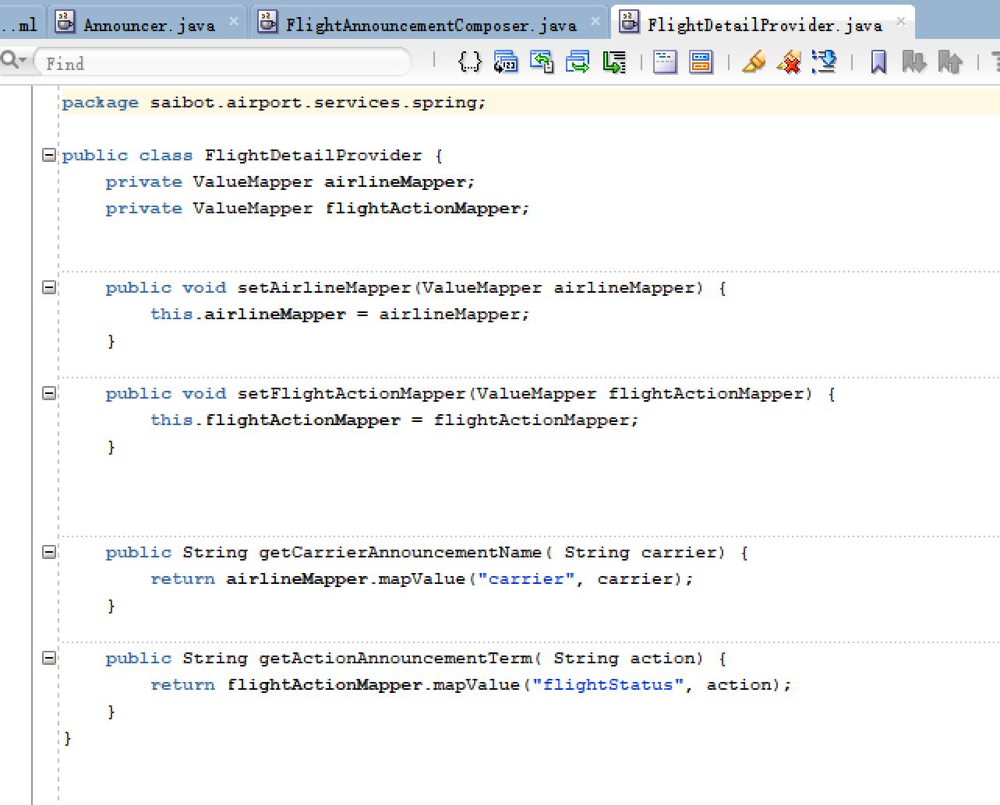 ..ml Announcer.java FlightAnnouncementComposer.java FlightDetailProvider.java
Find
package saibot.airport.services.spring;
public class FlightDetailProvider {
private ValueMapper airlineMapper;
private ValueMapper flightActionMapper;
public void setAirlineMapper(ValueMapper airlineMapper) {
this.airlineMapper = airlineMapper;
}
public void setFlightActionMapper(ValueMapper flightActionMapper) {
this.flightActionMapper = flightActionMapper;
}
public String getCarrierAnnouncementName( String carrier) {
return airlineMapper.mapValue("carrier", carrier);
}
public String getActionAnnouncementTerm( String action) {
return flightActionMapper.mapValue("flightStatus", action);
}
}